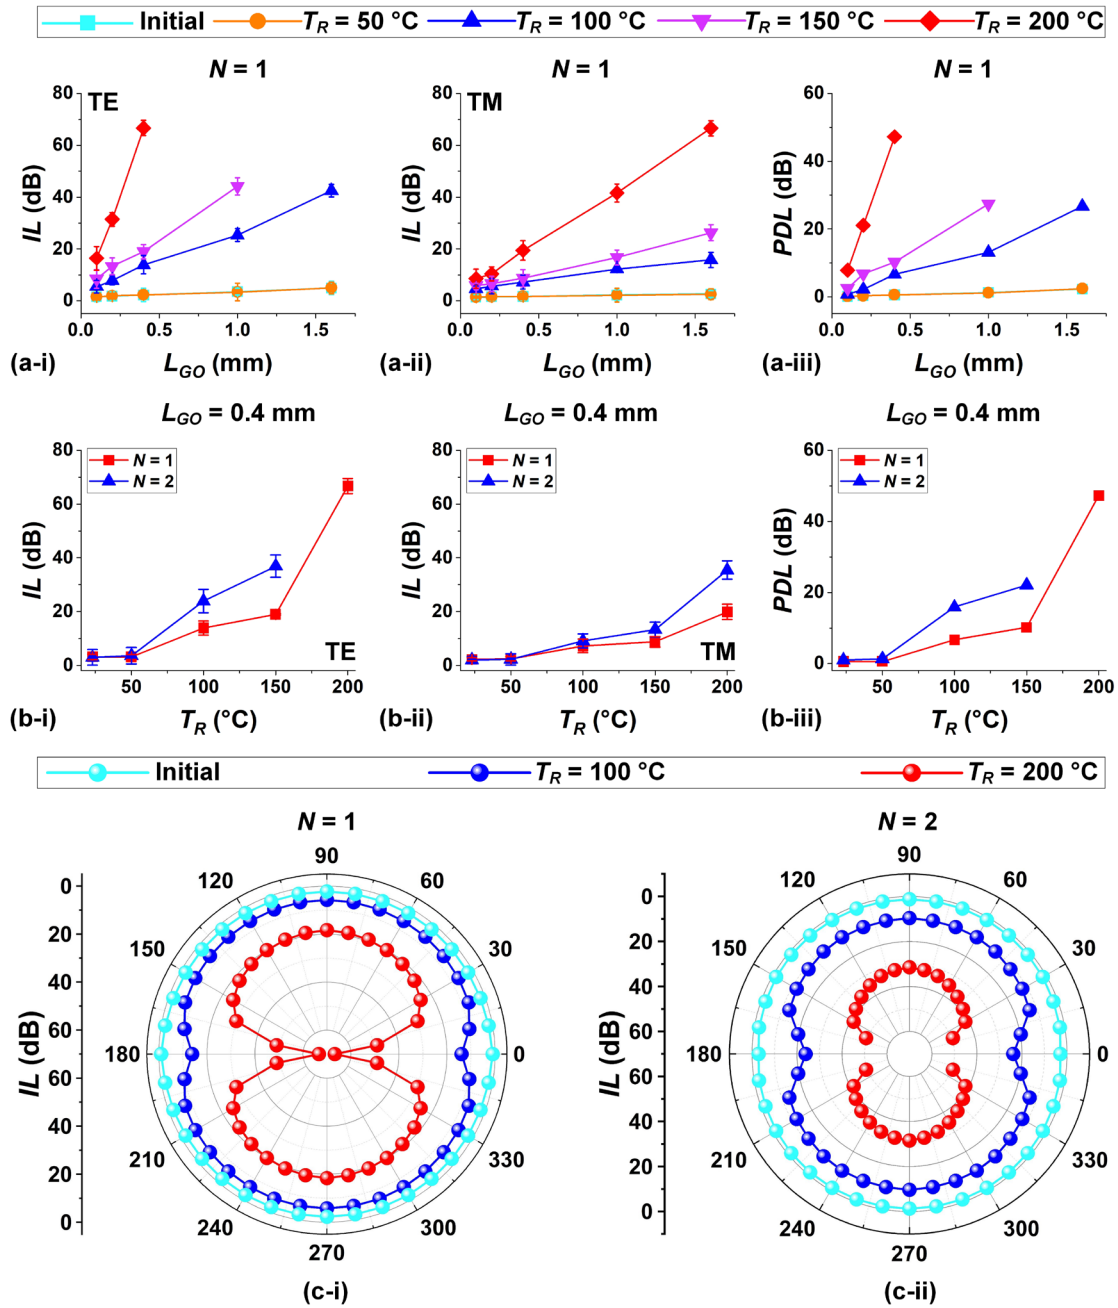 Initial T_R = 50 °C T_R = 100 °C T_R = 150 °C T_R = 200 °C
N = 1 N = 1 N = 1
TE
80
60
40
20
0
IL (dB)
0.0 0.5 1.0 1.5
(a-i) L_GO (mm)
TM
80
60
40
20
0
IL (dB)
0.0 0.5 1.0 1.5
(a-ii) L_GO (mm)
60
40
20
0
PDL (dB)
0.0 0.5 1.0 1.5
(a-iii) L_GO (mm)
L_GO = 0.4 mm L_GO = 0.4 mm L_GO = 0.4 mm
80
60
40
20
0
IL (dB)
N = 1
N = 2
TE
50 100 150 200
(b-i) T_R (°C)
80
60
40
20
0
IL (dB)
N = 1
N = 2
TM
50 100 150 200
(b-ii) T_R (°C)
60
40
20
0
PDL (dB)
N = 1
N = 2
50 100 150 200
(b-iii) T_R (°C)
Initial T_R = 100 °C T_R = 200 °C
N = 1
0
20
40
60
80
60
40
20
0
IL (dB)
90
120 60
150 30
180 0
210 330
240 300
270
(c-i)
N = 2
0
20
40
60
80
60
40
20
0
IL (dB)
90
120 60
150 30
180 0
210 330
240 300
270
(c-ii)